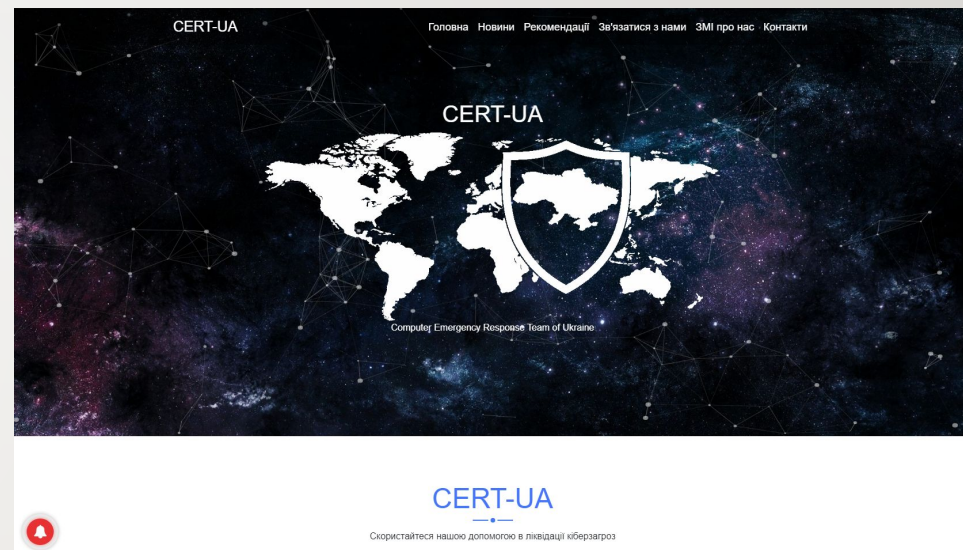 CERT-UA
Головна Новини Рекомендації Зв'язатися з нами ЗМІ про нас Контакти
CERT-UA
Computer Emergency Response Team of Ukraine
CERT-UA
Скористайтеся нашою допомогою в ліквідації кіберзагроз